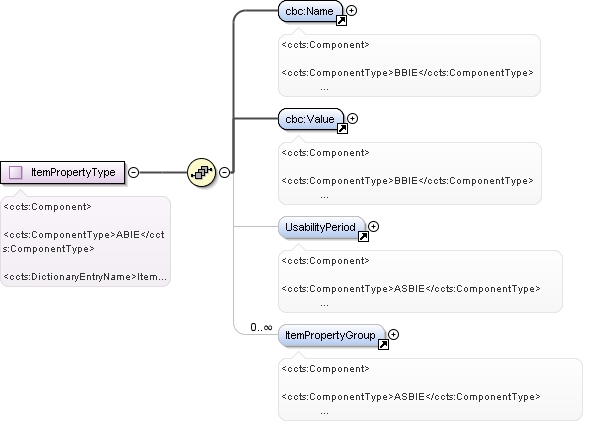 cbc:Name
<ccts:Component>
<ccts:ComponentType>BBIE</ccts:ComponentType>
...
cbc:Value
<ccts:Component>
<ccts:ComponentType>BBIE</ccts:ComponentType>
...
ItemPropertyType
<ccts:Component>
<ccts:ComponentType>ABIE</cct
s:ComponentType>
<ccts:DictionaryEntryName>Item...
UsabilityPeriod
<ccts:Component>
<ccts:ComponentType>ASBIE</ccts:ComponentType>
...
0..∞
ItemPropertyGroup
<ccts:Component>
<ccts:ComponentType>ASBIE</ccts:ComponentType>
...